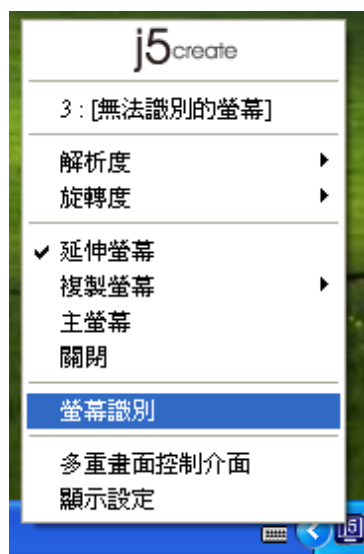 j5create
3 : [無法識別的螢幕]
解析度
旋轉度
延伸螢幕
複製螢幕
主螢幕
關閉
螢幕識別
多重畫面控制介面
顯示設定
j5